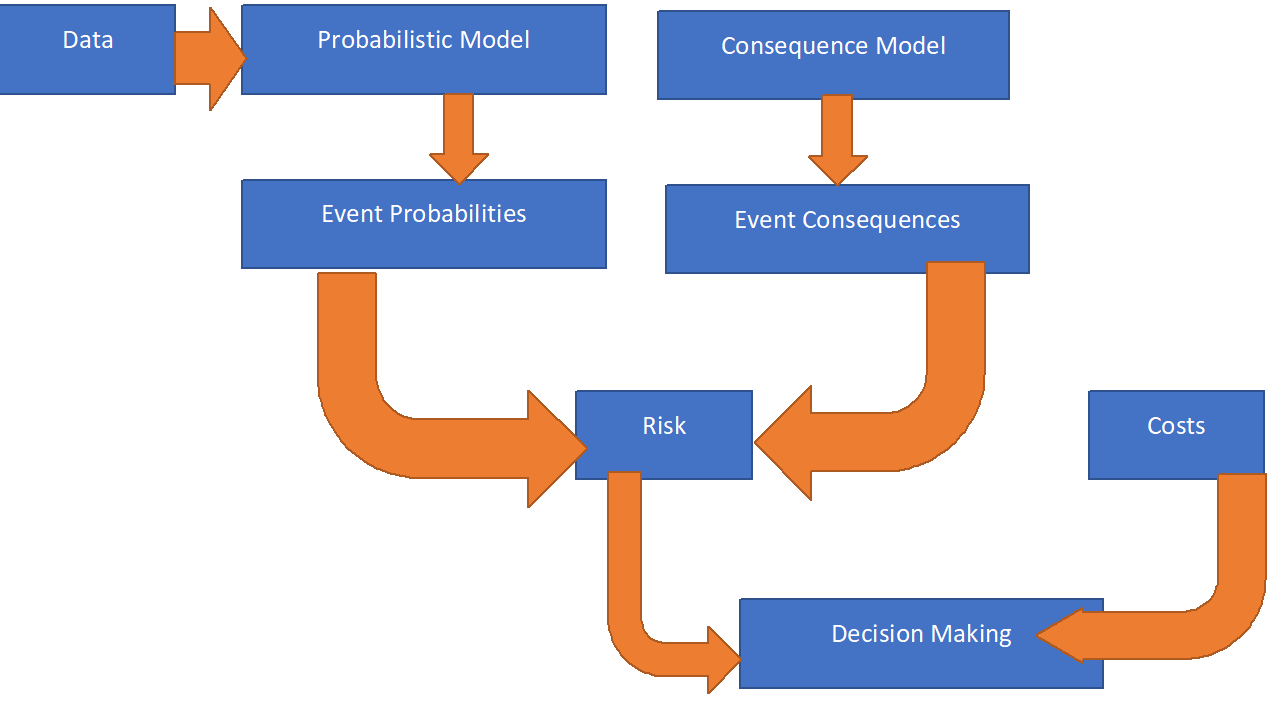 Data
Probabilistic Model
Consequence Model
Event Probabilities
Event Consequences
Risk
Costs
Decision Making